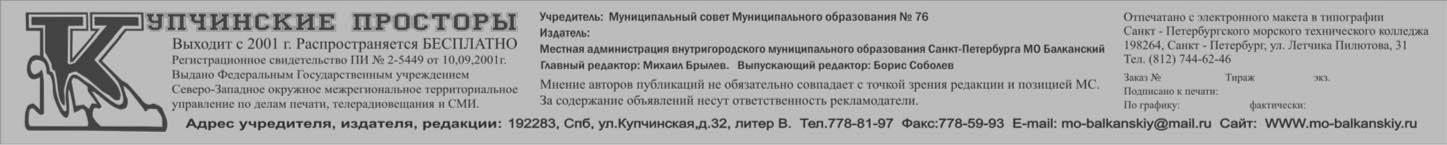 КУПЧИНСКИЕ ПРОСТОРЫ
Выходит с 2001 г. Распространяется БЕСПЛАТНО
Регистрационное свидетельство ПИ № 2-5449 от 10,09,2001г.
Выдано Федеральным Государственным учреждением
Северо-Западное окружное межрегиональное территориальное
управление по делам печати, телерадиовещания и СМИ.
Учредитель: Муниципальный совет Муниципального образования № 76
Издатель:
Местная администрация внутригородского муниципального образования Санкт-Петербурга МО Балканский
Главный редактор: Михаил Брылев. Выпускающий редактор: Борис Соболев
Мнение авторов публикаций не обязательно совпадает с точкой зрения редакции и позицией МС.
За содержание объявлений несут ответственность рекламодатели.
Отпечатано с электронного макета в типографии
Санкт - Петербургского морского технического колледжа
198264, Санкт - Петербург, ул. Летчика Пилютова, 31
Тел. (812) 744-62-46
Заказ № Тираж экз.
Подписано к печати:
По графику: фактически:
Адрес учредителя, издателя, редакции: 192283, Спб, ул.Купчинская,д.32, литер В. Тел.778-81-97 Факс:778-59-93 E-mail: mo-balkanskiy@mail.ru Сайт: WWW.mo-balkanskiy.ru